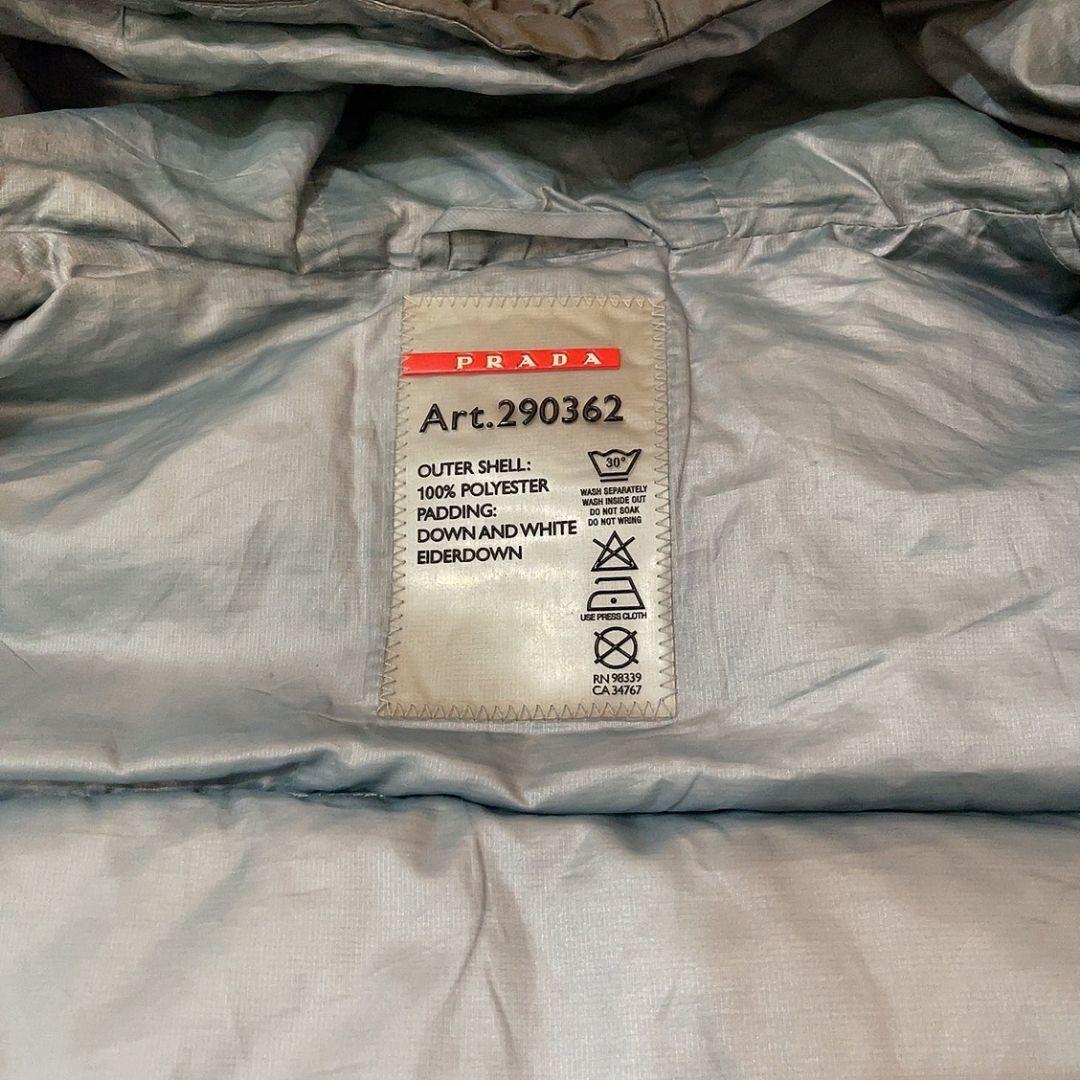 PRADA
Art.290362
OUTER SHELL:
100% POLYESTER
PADDING:
DOWN AND WHITE
EIDERDOWN
30°
WASH SEPARATELY
WASH INSIDE OUT
DO NOT SOAK
DO NOT WRING
USE PRESS CLOTH
RN 98339
CA 34767